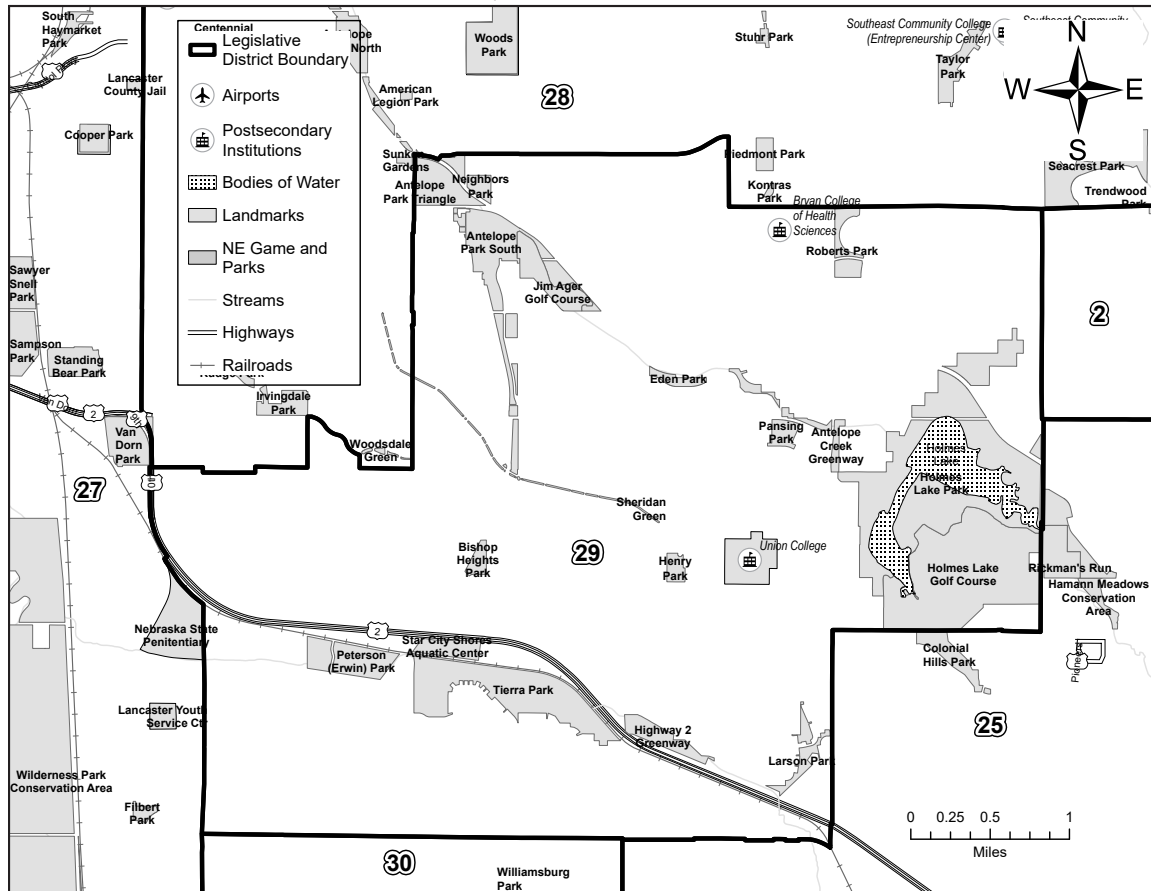 South
Haymarket
Park
Centennial
North
Woods
Park
Stuhr Park
Southeast Community College
(Entrepreneurship Center)
Southeast Community
Taylor
Park
N
W
E
S
Legislative
District Boundary
Airports
Postsecondary
Institutions
Bodies of Water
Landmarks
NE Game and
Parks
Streams
Highways
Railroads
Lancaster
County Jail
American
Legion Park
28
Cooper Park
Sunken
Gardens
Antelope
Park Triangle
Neighbors
Park
Piedmont Park
Kontras
Park
Seacrest Park
Trendwood
Park
Bryan College
of Health
Sciences
Roberts Park
Antelope
Park South
Jim Ager
Golf Course
Sawyer
Snell
Park
2
Sampson
Park
Standing
Bear Park
Irvingdale
Park
Eden Park
2
Van
Dorn
Park
Woodsdale
Green
Pansing
Park
Antelope
Creek
Greenway
Holmes
Lake
Holmes
Lake Park
27
Sheridan
Green
29
Bishop
Heights
Park
Henry
Park
Union College
Holmes Lake
Golf Course
Rickman's Run
Hamann Meadows
Conservation
Area
Nebraska State
Penitentiary
2
Star City Shores
Aquatic Center
Peterson
(Erwin) Park
Colonial
Hills Park
Pioneers
Tierra Park
Lancaster Youth
Service Ctr
Highway 2
Greenway
25
Larson Park
Wilderness Park
Conservation Area
Filbert
Park
0 0.25 0.5 1
Miles
30
Williamsburg
Park